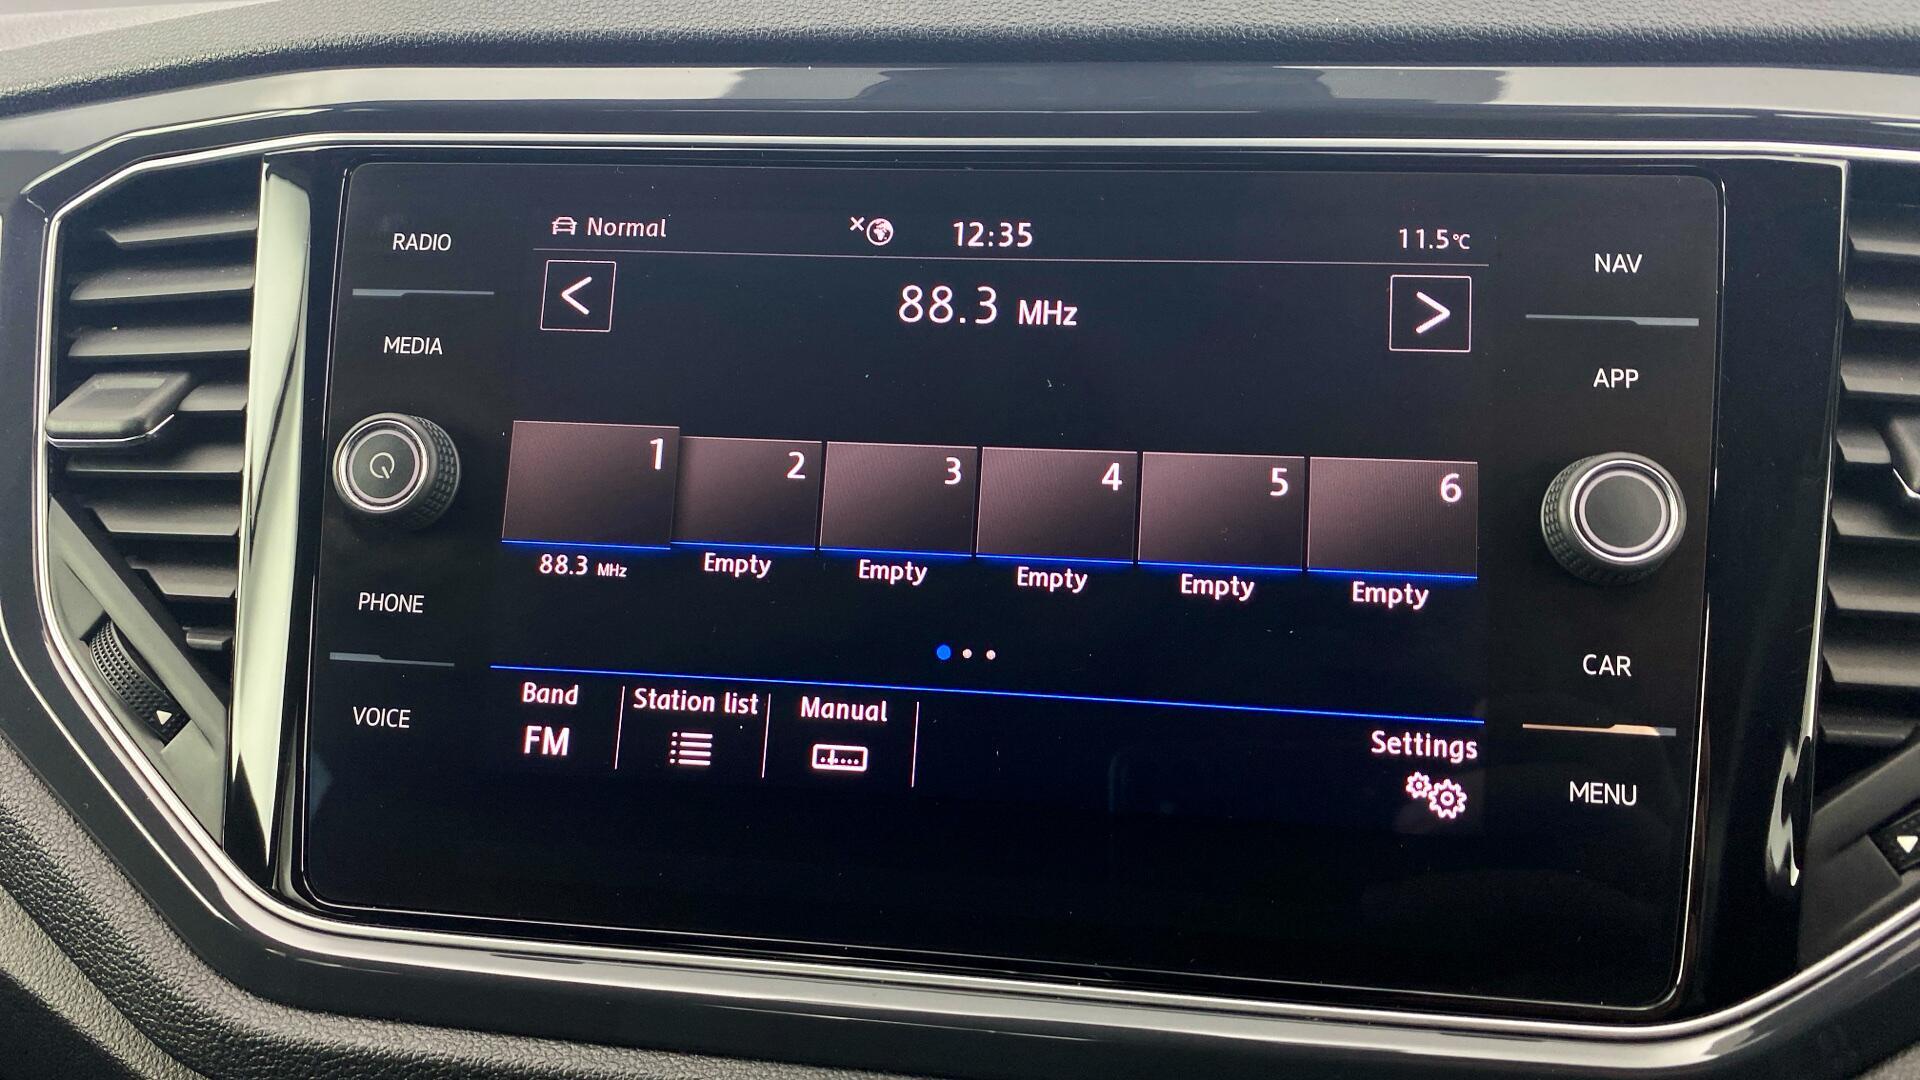 RADIO
MEDIA
PHONE
VOICE
Normal
12:35
11.5°C
<
88.3 MHz
>
1
2
3
4
5
6
88.3 MHz
Empty
Empty
Empty
Empty
Empty
Band
FM
Station list
Manual
Settings
NAV
APP
CAR
MENU